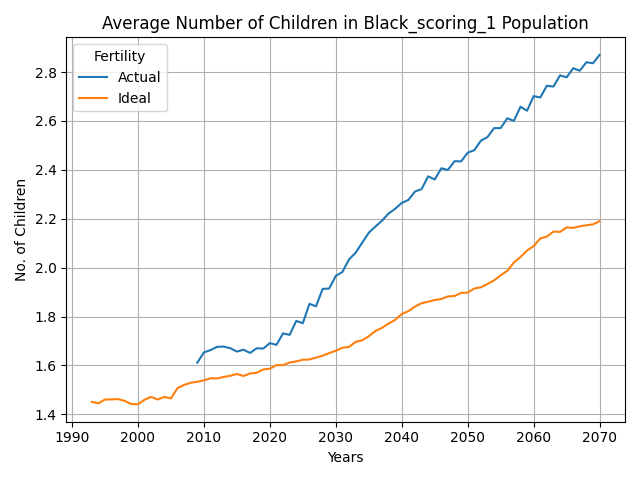 Average Number of Children in Black_scoring_1 Population
Fertility
Actual
Ideal
No. of Children
2.8
2.6
2.4
2.2
2.0
1.8
1.6
1.4
1990 2000 2010 2020 2030 2040 2050 2060 2070
Years